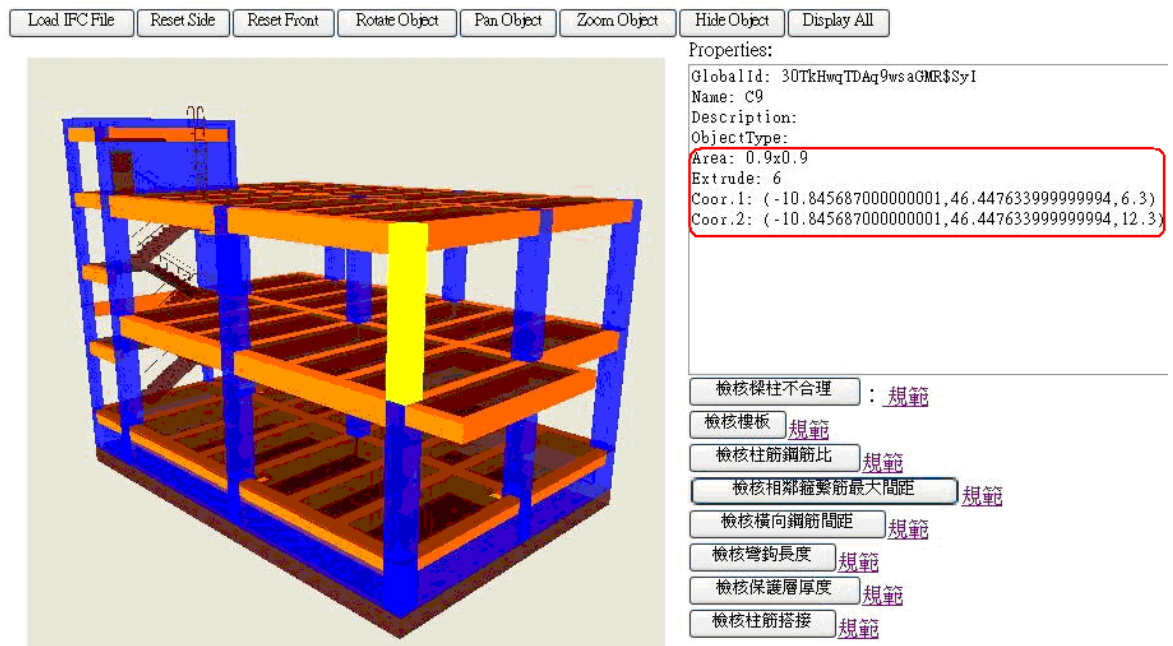 Load IFC File Reset Side Reset Front Rotate Object Pan Object Zoom Object Hide Object Display All
Properties:
GlobalId: 3OTkHwqTDAq9wsaGMR$SyI
Name: C9
Description:
ObjectType:
Area: 0.9x0.9
Extrude: 6
Coor.1: (-10.845687000000001,46.447633999999994,6.3)
Coor.2: (-10.845687000000001,46.447633999999994,12.3)
檢核樑柱不合理 : 規範
檢核樓板 規範
檢核柱筋鋼筋比 規範
檢核相鄰箍繫筋最大間距 規範
檢核橫向鋼筋間距 規範
檢核彎鉤長度 規範
檢核保護層厚度 規範
檢核柱筋搭接 規範